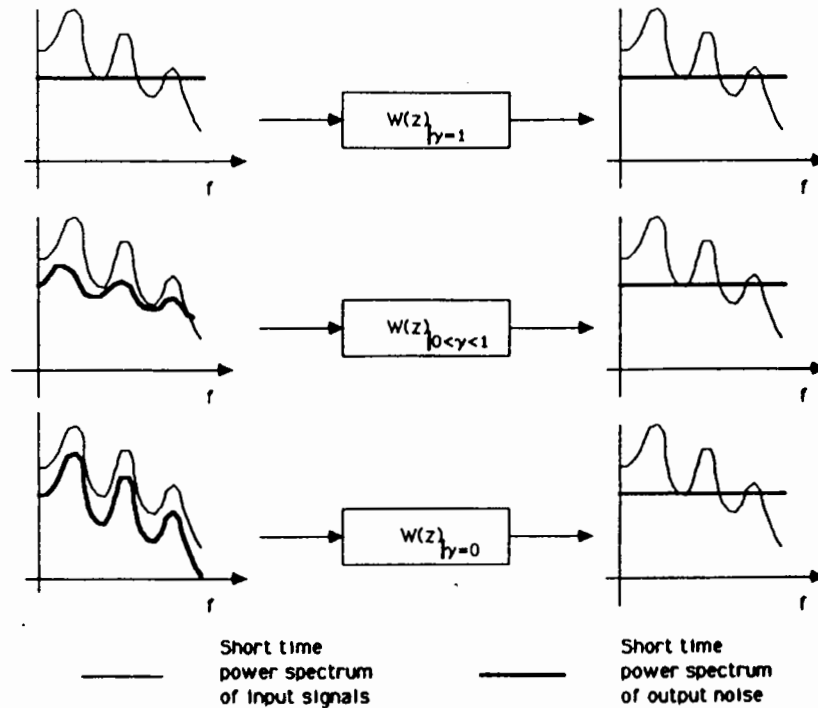 W(z)|γ=1
f
f
W(z)|0<γ<1
f
f
W(z)|γ=0
f
f
Short time
power spectrum
of input signals
Short time
power spectrum
of output noise